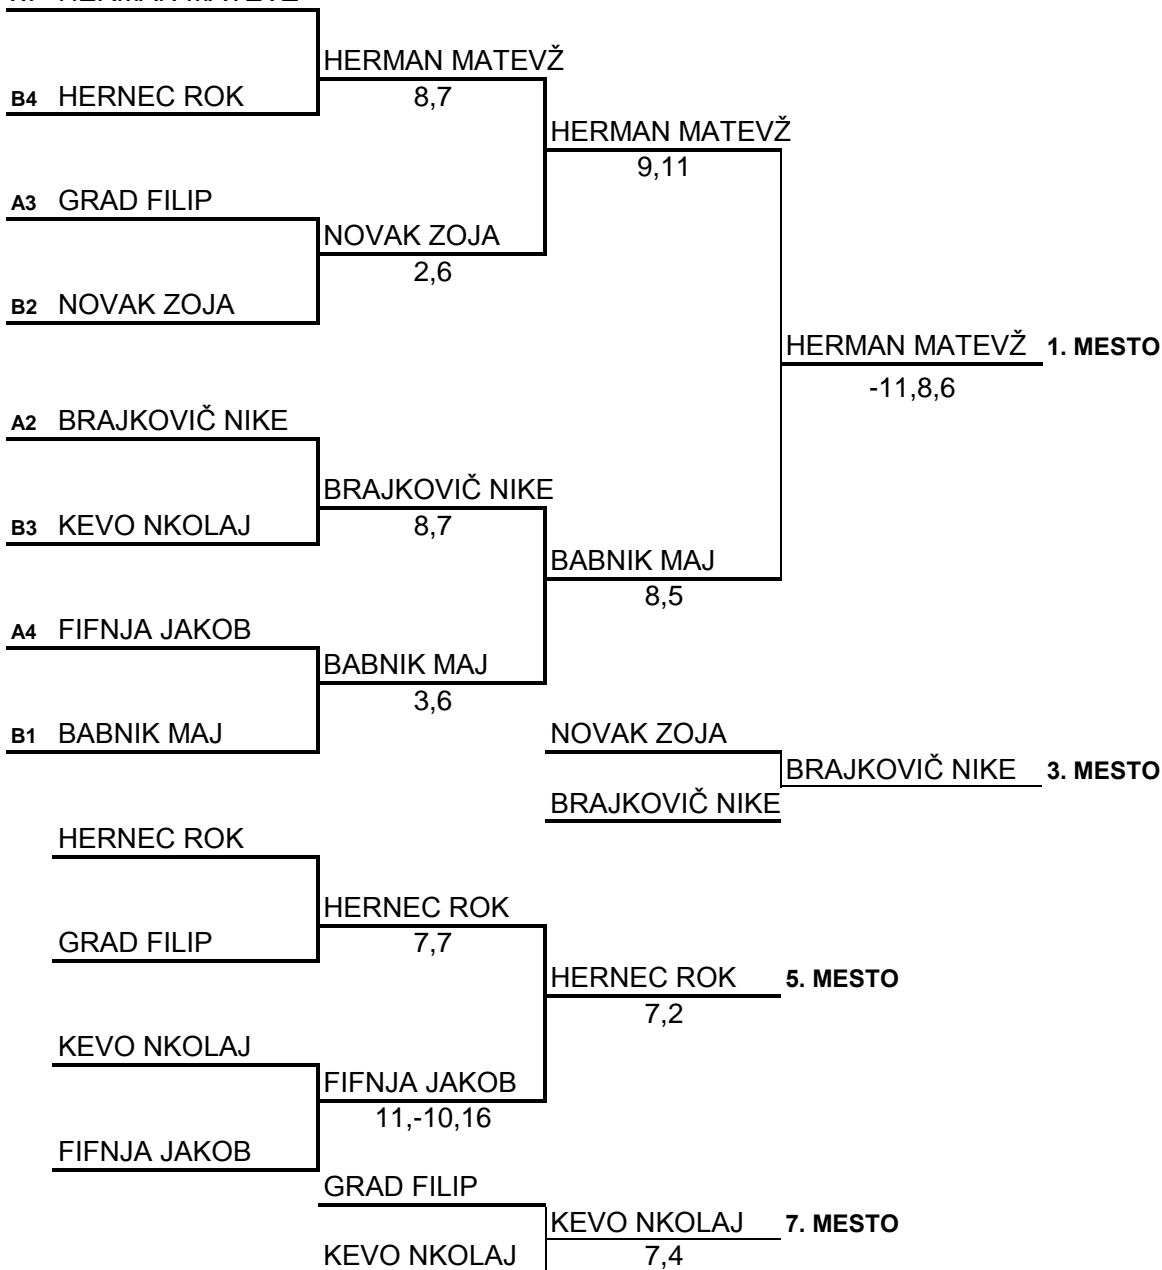 HERMAN MATEVŽ
B4 HERNEC ROK
8,7
HERMAN MATEVŽ
9,11
A3 GRAD FILIP
NOVAK ZOJA
2,6
B2 NOVAK ZOJA
HERMAN MATEVŽ 1. MESTO
-11,8,6
A2 BRAJKOVIČ NIKE
BRAJKOVIČ NIKE
B3 KEVO NKOLAJ
8,7
BABNIK MAJ
8,5
A4 FIFNJA JAKOB
BABNIK MAJ
3,6
B1 BABNIK MAJ
NOVAK ZOJA
BRAJKOVIČ NIKE 3. MESTO
BRAJKOVIČ NIKE
HERNEC ROK
HERNEC ROK
GRAD FILIP
7,7
HERNEC ROK 5. MESTO
7,2
KEVO NKOLAJ
FIFNJA JAKOB
11,-10,16
FIFNJA JAKOB
GRAD FILIP
KEVO NKOLAJ 7. MESTO
KEVO NKOLAJ
7,4